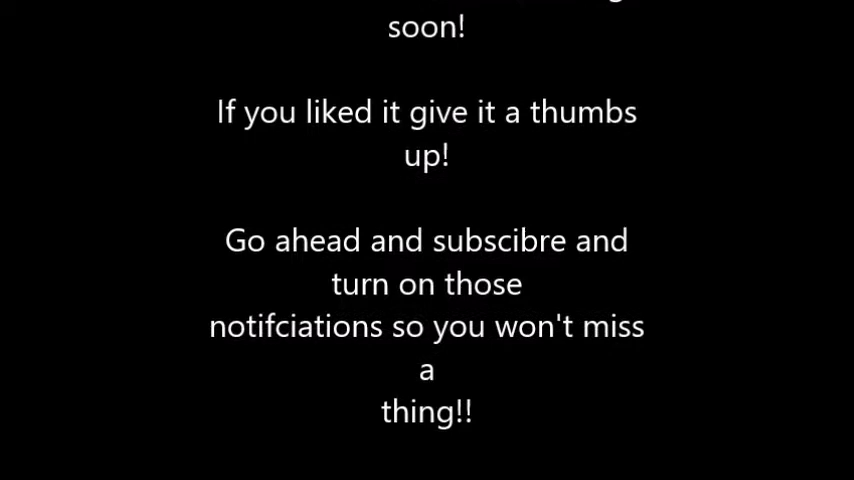 soon!
If you liked it give it a thumbs
up!
Go ahead and subscibre and
turn on those
notifciations so you won't miss
a
thing!!